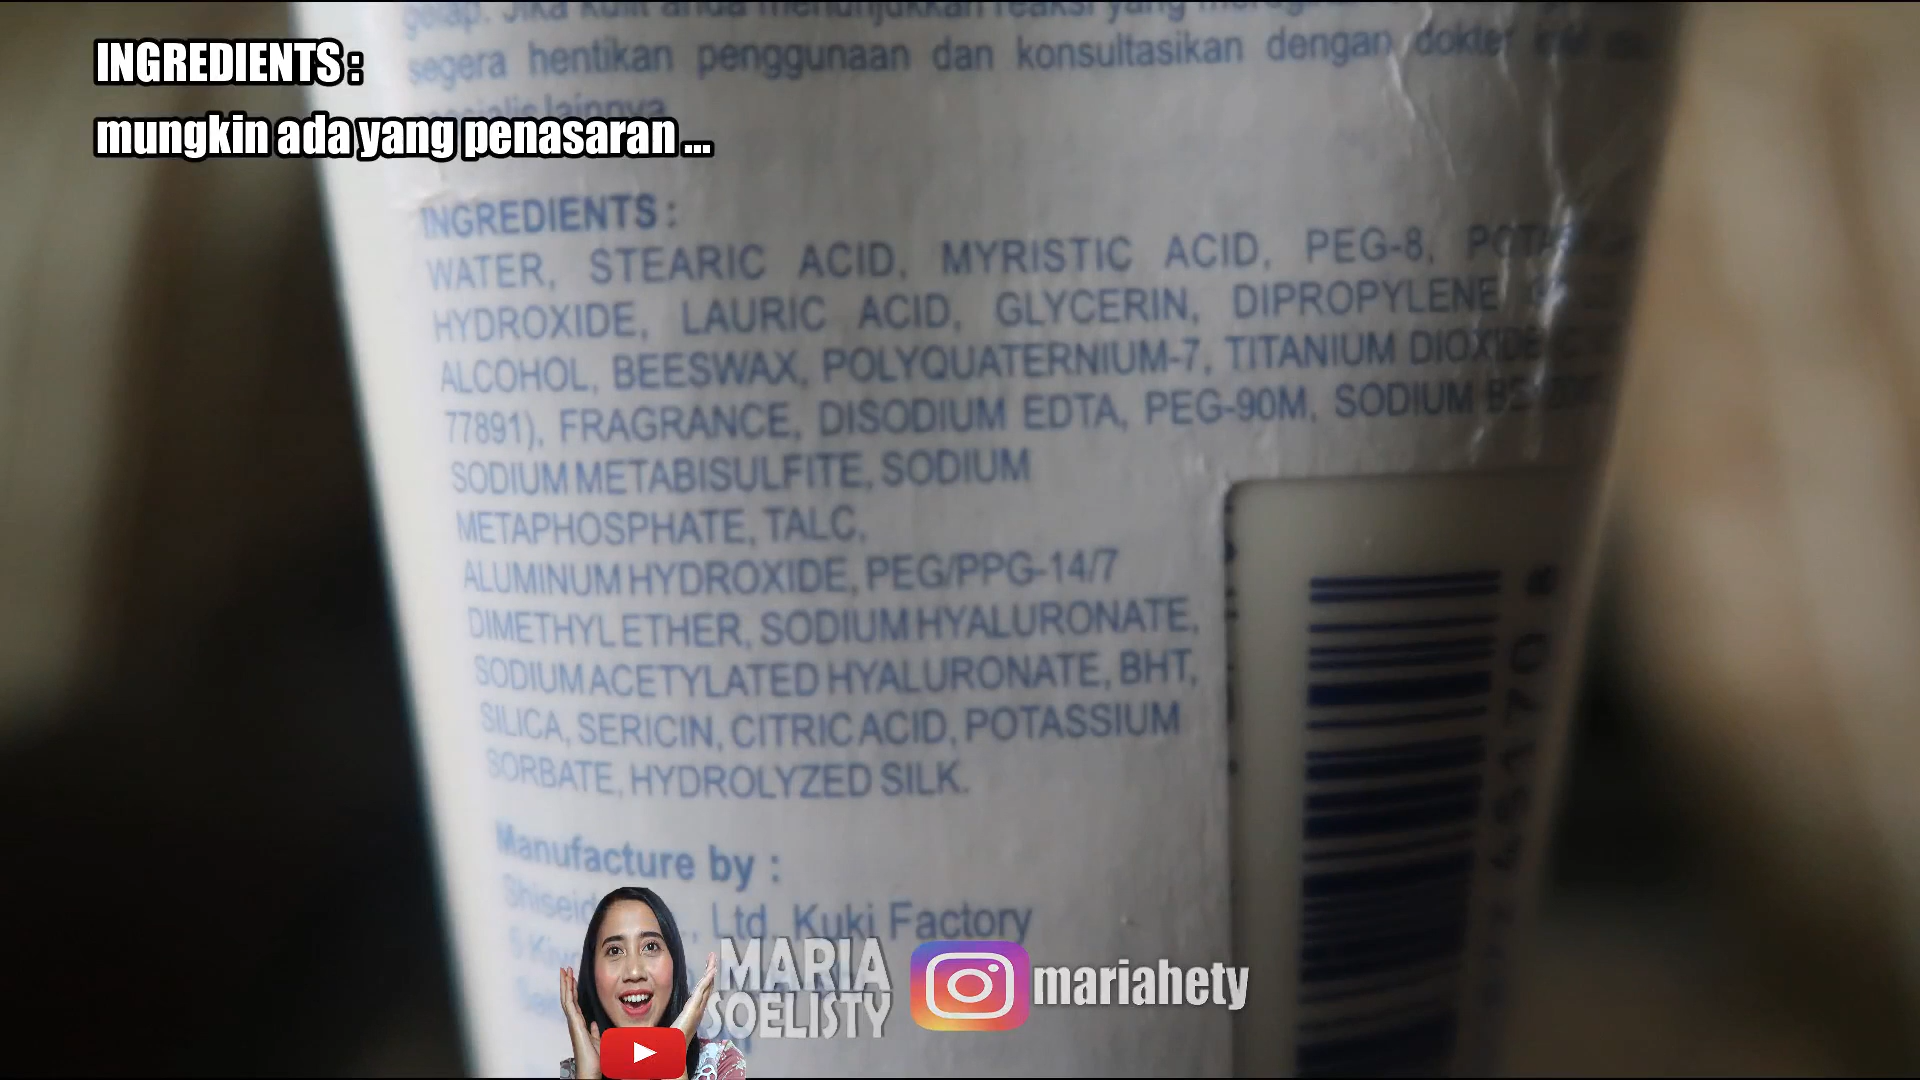 INGREDIENTS :
mungkin ada yang penasaran ...
segera hentikan penggunaan dan konsultasikan dengan
lainnya
INGREDIENTS :
WATER, STEARIC ACID, MYRISTIC ACID, PEG-8,
HYDROXIDE, LAURIC ACID, GLYCERIN, DIPROPYLENE
ALCOHOL, BEESWAX, POLYQUATERNIUM-7, TITANIUM DIOXIDE
77891), FRAGRANCE, DISODIUM EDTA, PEG-90M, SODIUM
SODIUM METABISULFITE, SODIUM
METAPHOSPHATE, TALC,
ALUMINUM HYDROXIDE, PEG/PPG-14/7
DIMETHYL ETHER, SODIUM HYALURONATE,
SODIUM ACETYLATED HYALURONATE, BHT,
SILICA, SERICIN, CITRIC ACID, POTASSIUM
SORBATE, HYDROLYZED SILK.
Manufacture by :
Ltd. Kuki Factory
MARIA
SOELISTY
mariahety